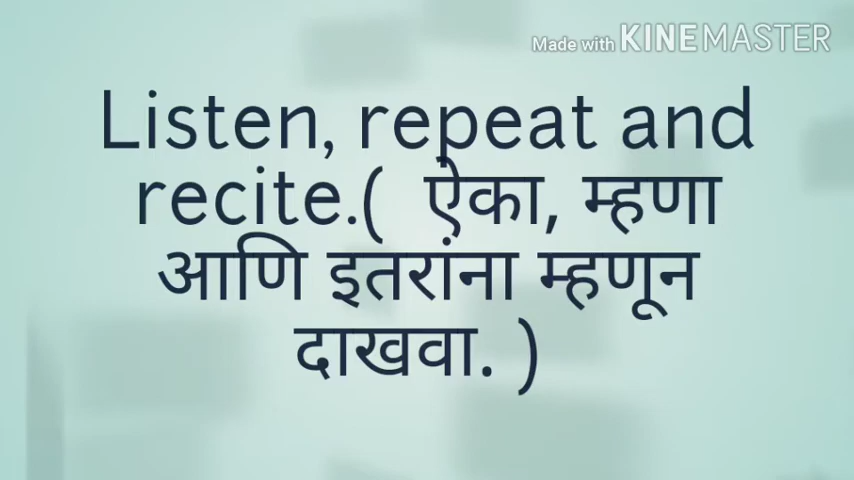 Made with KINEMASTER
Listen, repeat and
recite.( ऐका, म्हणा
आणि इतरांना म्हणून
दाखवा. )